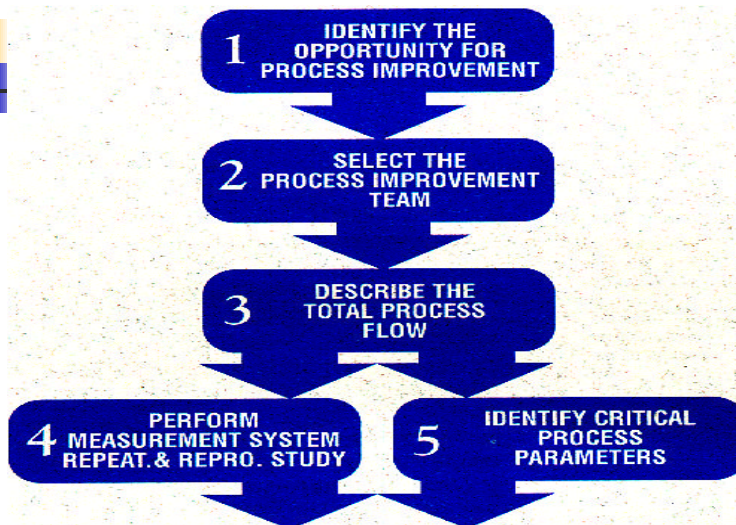 1 IDENTIFY THE
OPPORTUNITY FOR
PROCESS IMPROVEMENT
2 SELECT THE
PROCESS IMPROVEMENT
TEAM
3 DESCRIBE THE
TOTAL PROCESS
FLOW
4 PERFORM
MEASUREMENT SYSTEM
REPEAT.& REPRO. STUDY
5 IDENTIFY CRITICAL
PROCESS
PARAMETERS